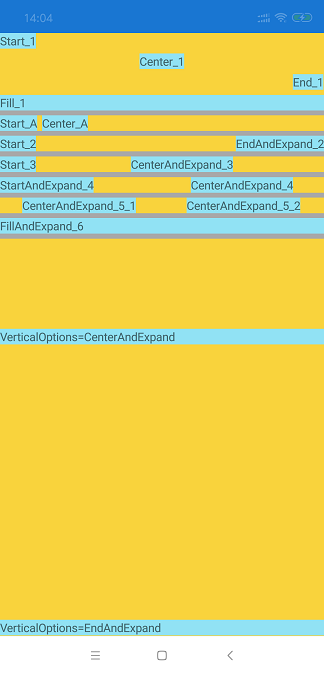 14:04
Start_1
Center_1
End_1
Fill_1
Start_A Center_A
Start_2 EndAndExpand_2
Start_3 CenterAndExpand_3
StartAndExpand_4 CenterAndExpand_4
CenterAndExpand_5_1 CenterAndExpand_5_2
FillAndExpand_6
VerticalOptions=CenterAndExpand
VerticalOptions=EndAndExpand